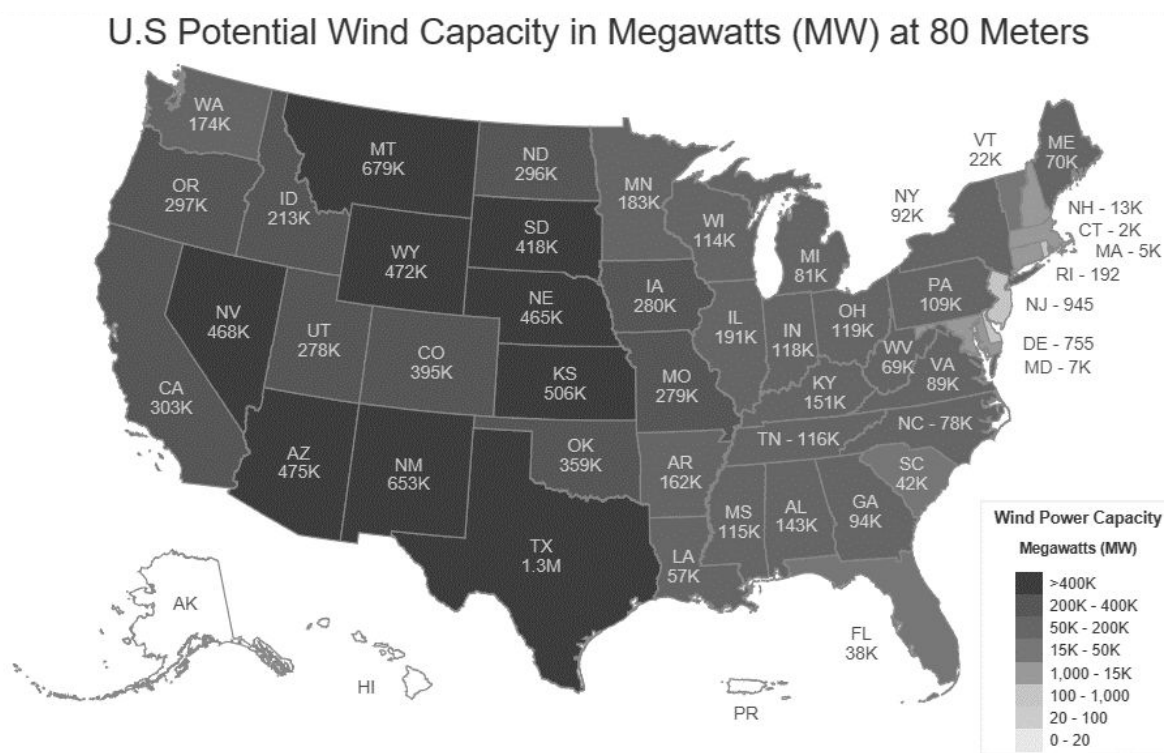 U.S Potential Wind Capacity in Megawatts (MW) at 80 Meters
WA
174K
MT
679K
ND
296K
MN
183K
VT
22K
ME
70K
OR
297K
ID
213K
SD
418K
WI
114K
NY
92K
NH - 13K
CT - 2K
MA - 5K
RI - 192
WY
472K
MI
81K
NV
468K
NE
465K
IA
280K
PA
109K
NJ - 945
UT
278K
CO
395K
IL
191K
IN
118K
OH
119K
DE - 755
MD - 7K
CA
303K
KS
506K
MO
279K
WV
69K
VA
89K
KY
151K
AZ
475K
NM
653K
OK
359K
AR
162K
TN - 116K
NC - 78K
SC
42K
MS
115K
AL
143K
GA
94K
TX
1.3M
LA
57K
FL
38K
AK
HI
PR
Wind Power Capacity
Megawatts (MW)
>400K
200K - 400K
50K - 200K
15K - 50K
1,000 - 15K
100 - 1,000
20 - 100
0 - 20